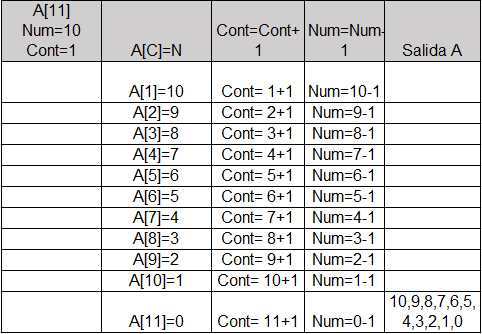 A[11]
Num=10
Cont=1
A[C]=N
Cont=Cont+
1
Num=Num-
1
Salida A
A[1]=10 Cont= 1+1 Num=10-1
A[2]=9 Cont= 2+1 Num=9-1
A[3]=8 Cont= 3+1 Num=8-1
A[4]=7 Cont= 4+1 Num=7-1
A[5]=6 Cont= 5+1 Num=6-1
A[6]=5 Cont= 6+1 Num=5-1
A[7]=4 Cont= 7+1 Num=4-1
A[8]=3 Cont= 8+1 Num=3-1
A[9]=2 Cont= 9+1 Num=2-1
A[10]=1 Cont= 10+1 Num=1-1
A[11]=0 Cont= 11+1 Num=0-1
10,9,8,7,6,5,
4,3,2,1,0